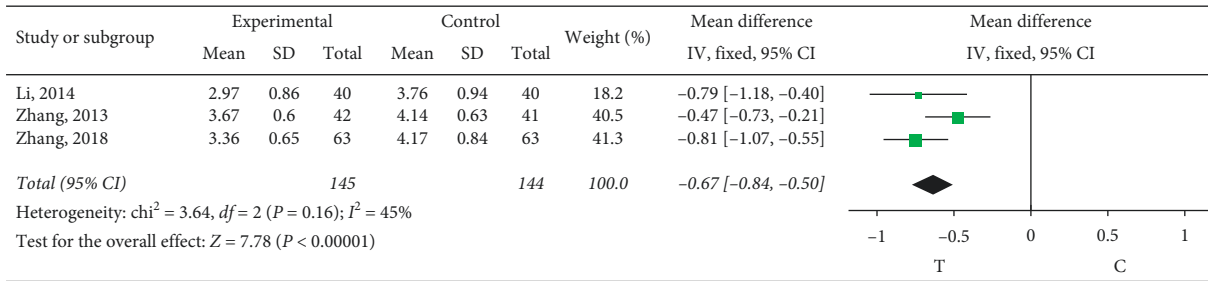 Study or subgroup Experimental Control Weight (%) Mean difference Mean difference
Mean SD Total Mean SD Total IV, fixed, 95% CI IV, fixed, 95% CI
Li, 2014 2.97 0.86 40 3.76 0.94 40 18.2 −0.79 [−1.18, −0.40]
Zhang, 2013 3.67 0.6 42 4.14 0.63 41 40.5 −0.47 [−0.73, −0.21]
Zhang, 2018 3.36 0.65 63 4.17 0.84 63 41.3 −0.81 [−1.07, −0.55]
Total (95% CI) 145 144 100.0 −0.67 [−0.84, −0.50]
Heterogeneity: chi² = 3.64, df = 2 (P = 0.16); I² = 45%
Test for the overall effect: Z = 7.78 (P < 0.00001)
−1 −0.5 0 0.5 1
T C